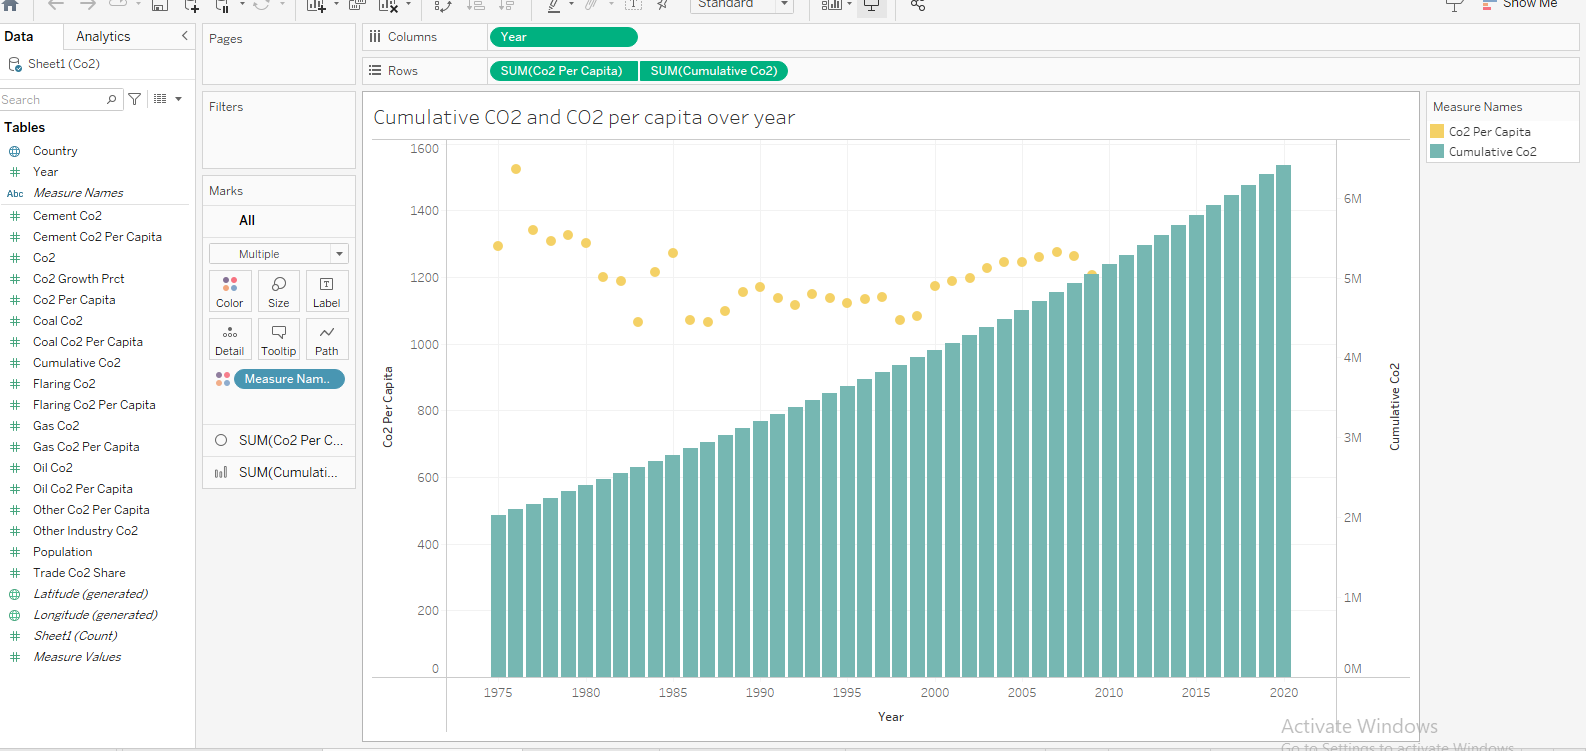 Standard
Show Me
Data
Analytics
Sheet1 (Co2)
Search
Tables
Country
Year
Abc
Measure Names
Cement Co2
Cement Co2 Per Capita
Co2
Co2 Growth Prct
Co2 Per Capita
Coal Co2
Coal Co2 Per Capita
Cumulative Co2
Flaring Co2
Flaring Co2 Per Capita
Gas Co2
Gas Co2 Per Capita
Oil Co2
Oil Co2 Per Capita
Other Co2 Per Capita
Other Industry Co2
Population
Trade Co2 Share
Latitude (generated)
Longitude (generated)
Sheet1 (Count)
Measure Values
Pages
Filters
Marks
All
Multiple
Color
Size
Label
Detail
Tooltip
Path
Measure Nam..
SUM(Co2 Per C...
SUM(Cumulati...
Columns
Year
Rows
SUM(Co2 Per Capita)
SUM(Cumulative Co2)
Cumulative CO2 and CO2 per capita over year
Co2 Per Capita
1600
1400
1200
1000
800
600
400
200
0
6M
5M
4M
3M
2M
1M
0M
Cumulative Co2
1975
1980
1985
1990
1995
2000
2005
2010
2015
2020
Year
Measure Names
Co2 Per Capita
Cumulative Co2
Activate Windows
Go to Settings to activate Windows